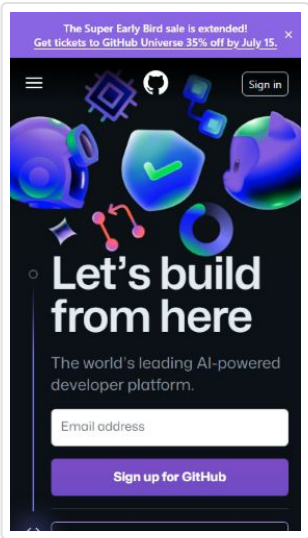 The Super Early Bird sale is extended!
Get tickets to GitHub Universe 35% off by July 15.
Sign in
Let's build
from here
The world's leading AI-powered
developer platform.
Email address
Sign up for GitHub